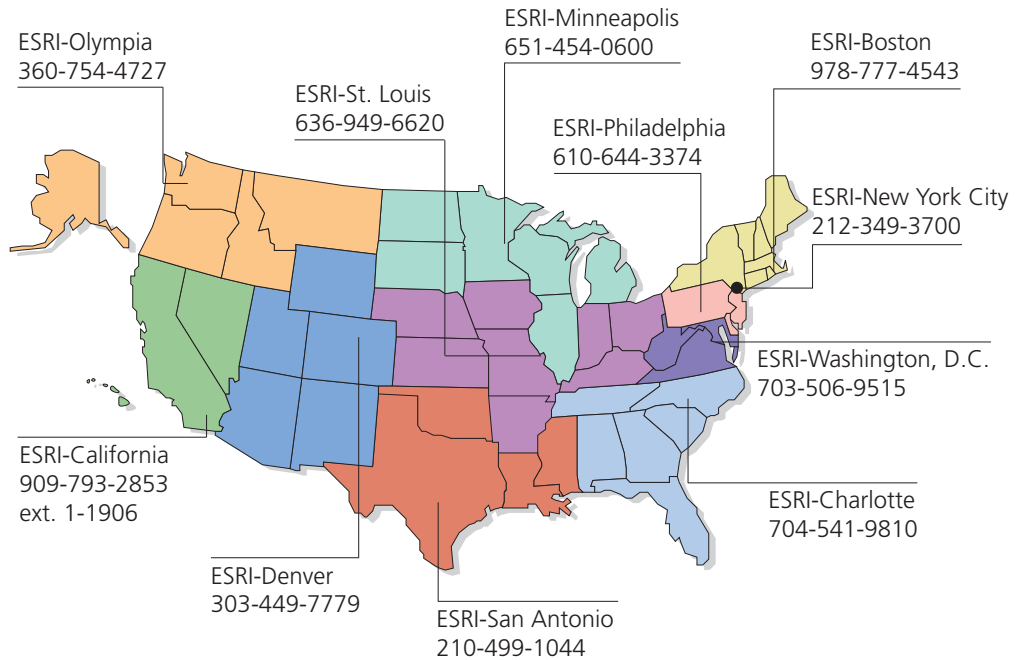 ESRI-Minneapolis
651-454-0600
ESRI-Olympia
360-754-4727
ESRI-Boston
978-777-4543
ESRI-St. Louis
636-949-6620
ESRI-Philadelphia
610-644-3374
ESRI-New York City
212-349-3700
ESRI-Washington, D.C.
703-506-9515
ESRI-California
909-793-2853
ext. 1-1906
ESRI-Charlotte
704-541-9810
ESRI-Denver
303-449-7779
ESRI-San Antonio
210-499-1044